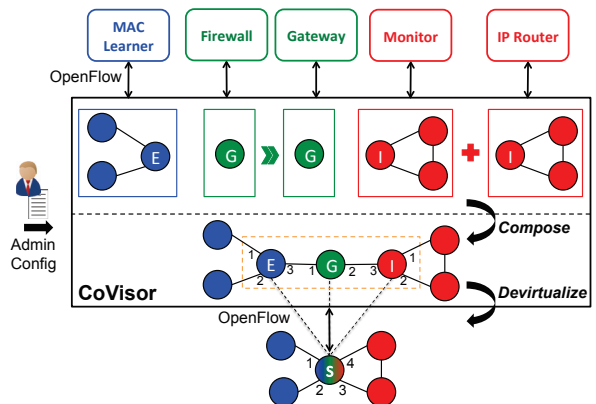 MAC
Learner
Firewall
Gateway
Monitor
IP Router
OpenFlow
E
G
G
I
I
Admin
Config
Compose
1
2
E
3
1
G
2
3
I
1
2
CoVisor
Devirtualize
OpenFlow
1
2
S
4
3